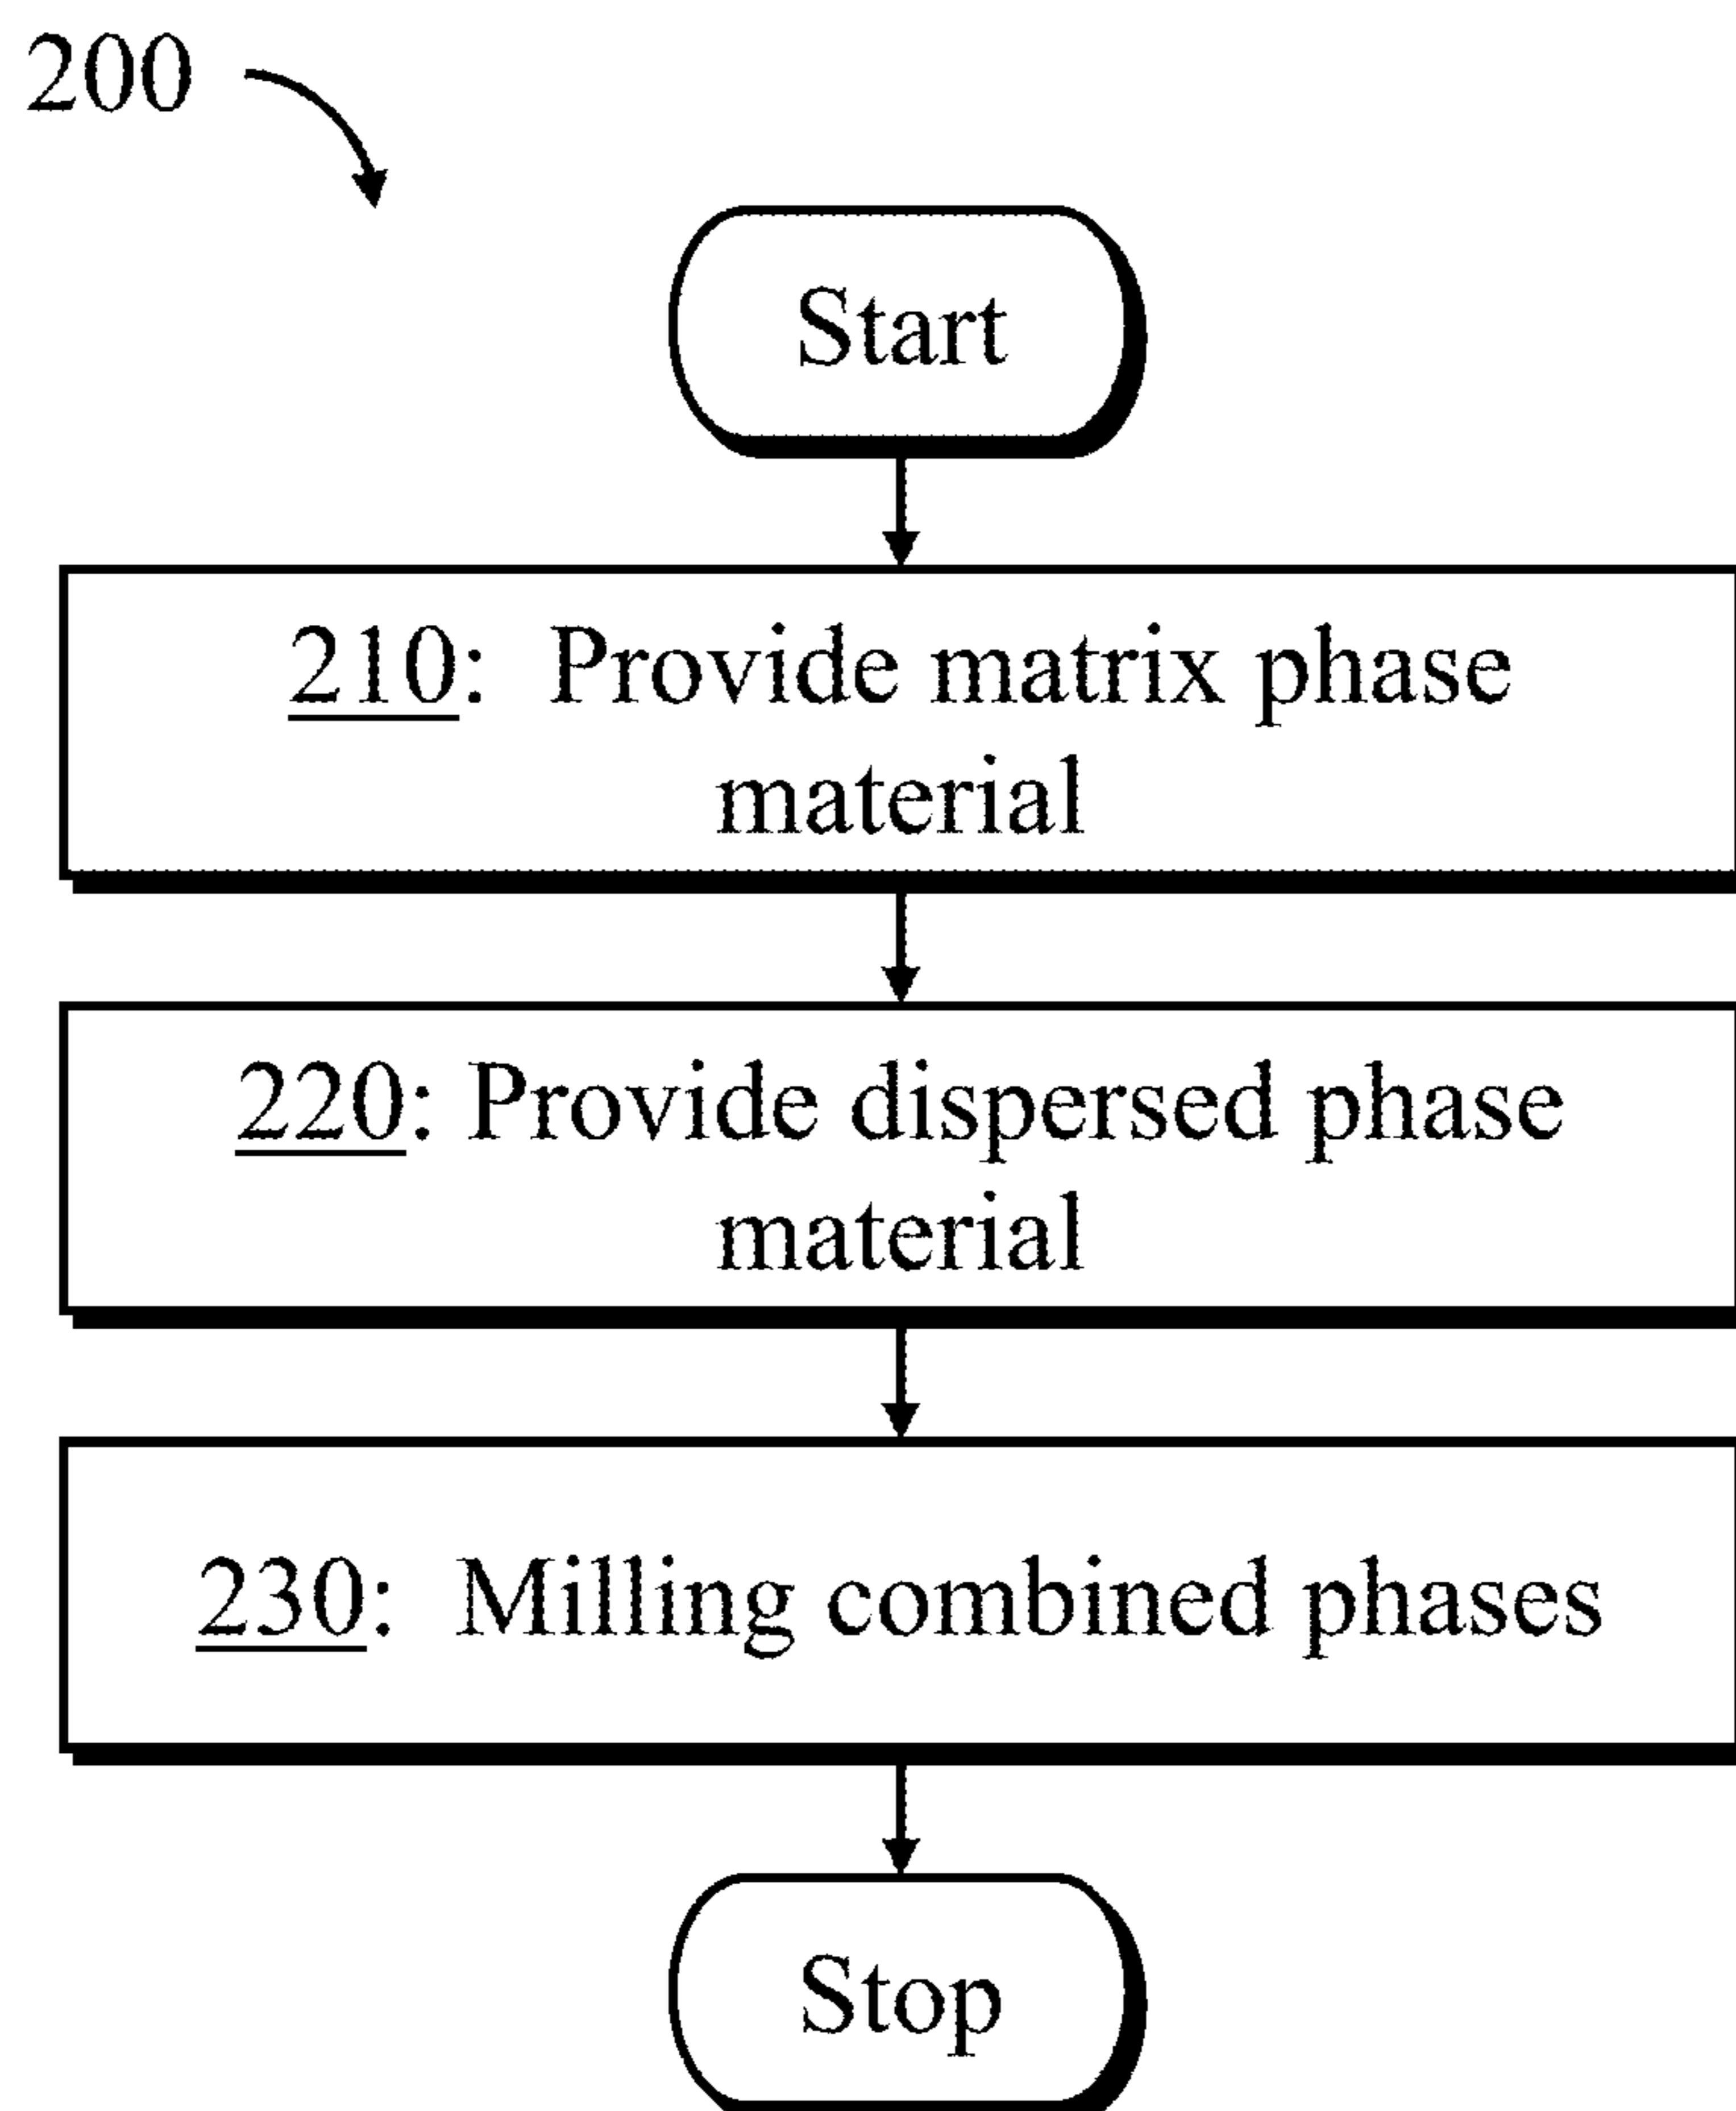 200
Start
210: Provide matrix phase
material
220: Provide dispersed phase
material
230: Milling combined phases
Stop